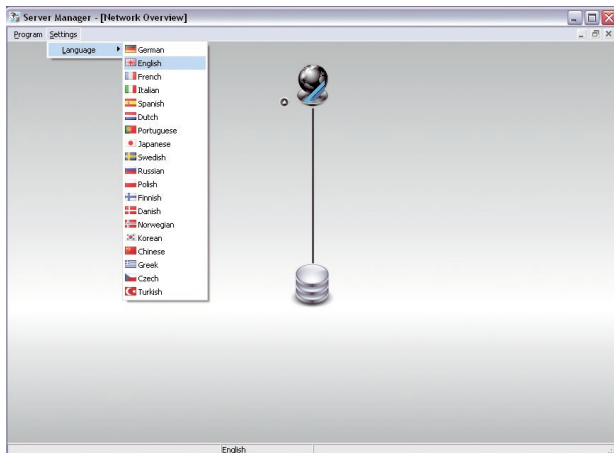 Server Manager - [Network Overview]
Program Settings
Language
German
English
French
Italian
Spanish
Dutch
Portuguese
Japanese
Swedish
Russian
Polish
Finnish
Danish
Norwegian
Korean
Chinese
Greek
Czech
Turkish
English